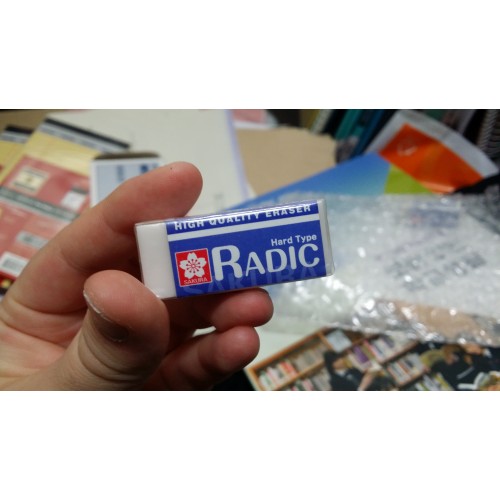 HIGH QUALITY ERASER
Hard Type
RADIC
SAKURA